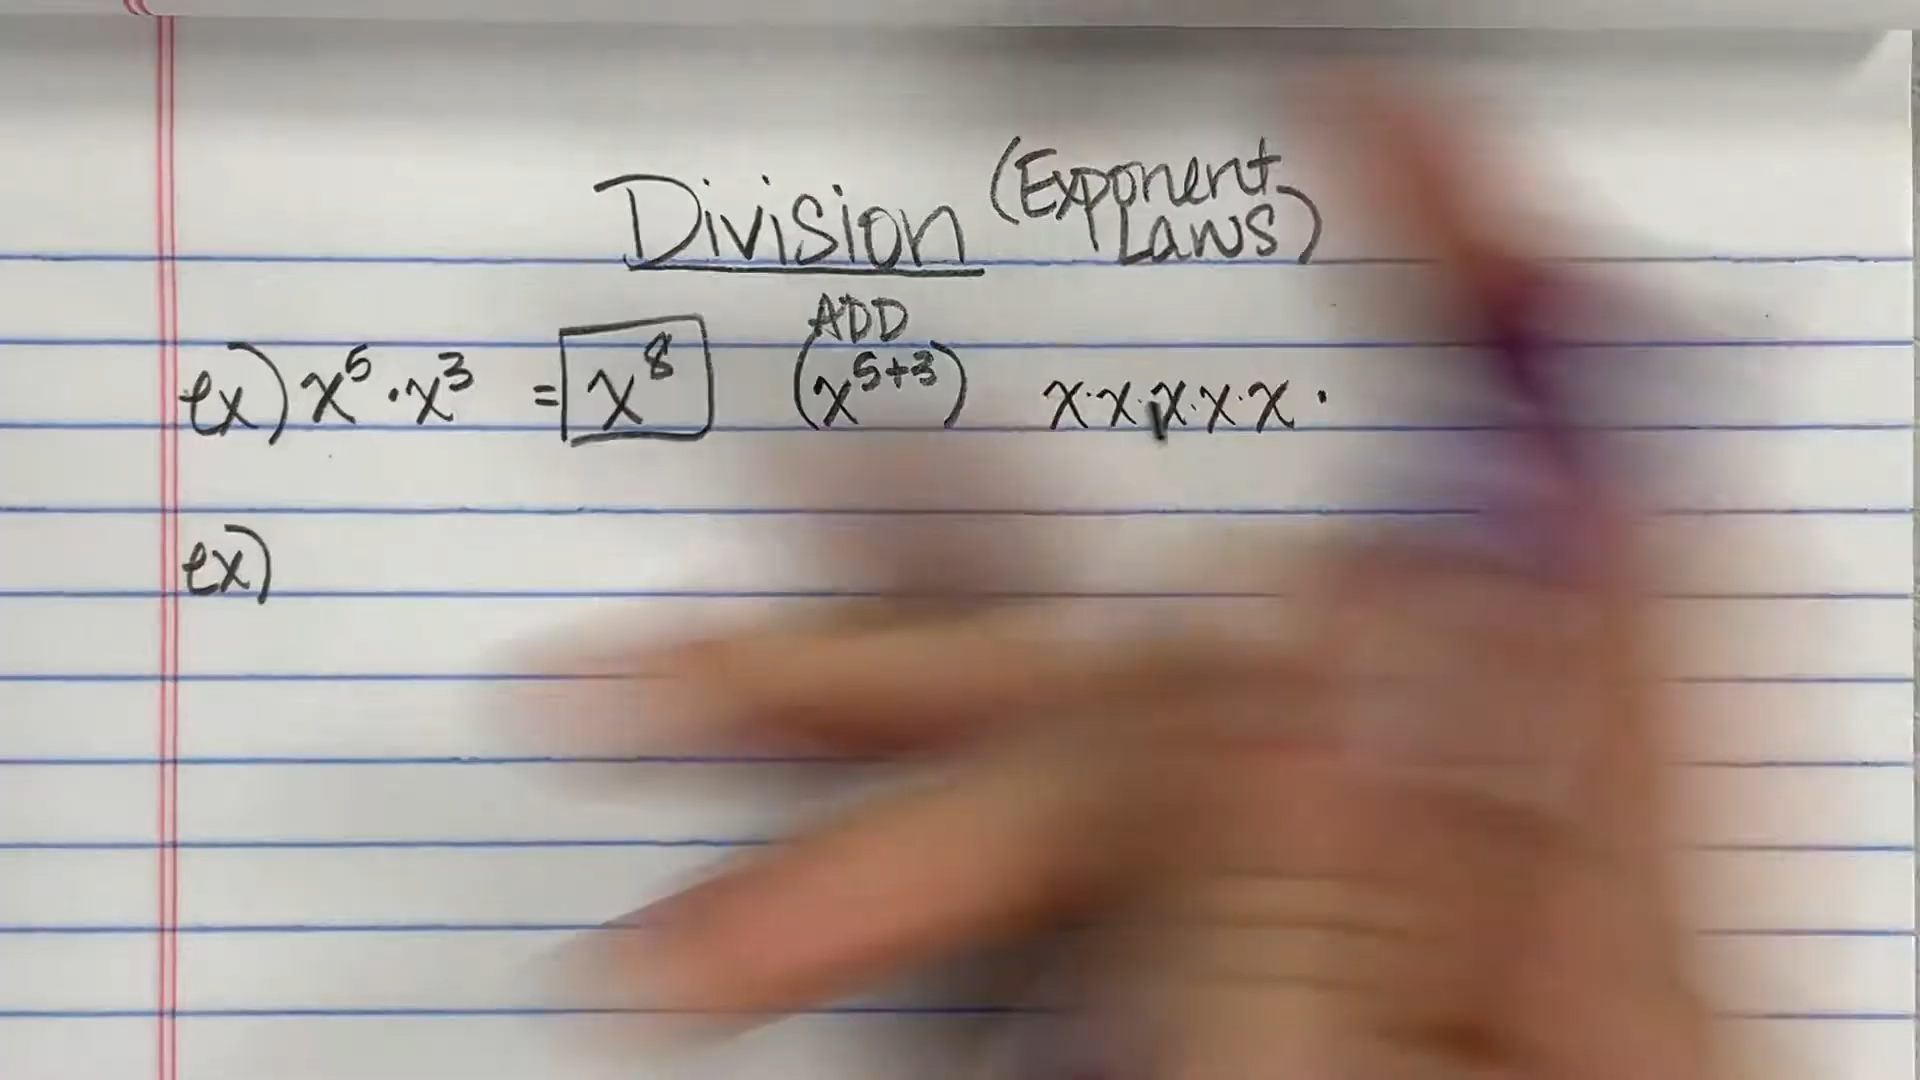 Division (Exponent Laws)
ADD
ex) x⁵ · x³ = x⁸ (x⁵⁺³) x·x·x·x·x ·
ex)